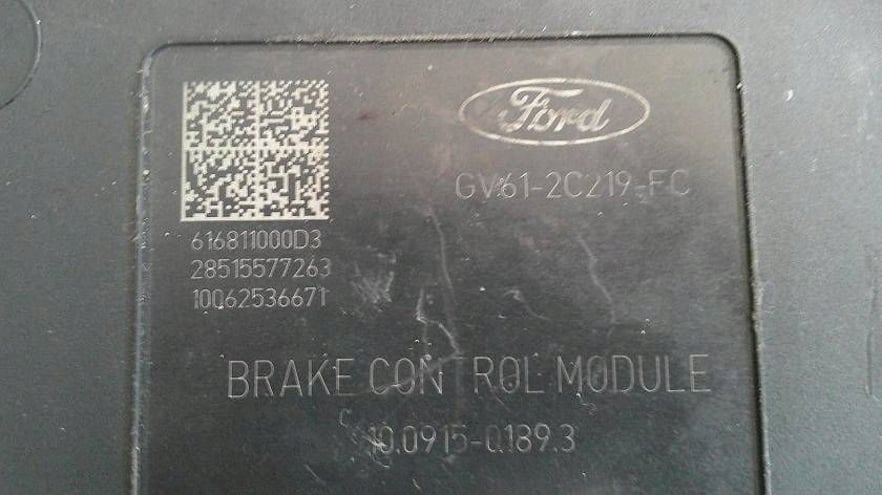 Ford
GV61-2C219-FC
616811000D3
28515577263
10062536671
BRAKE CONTROL MODULE
10.0915-0189.3